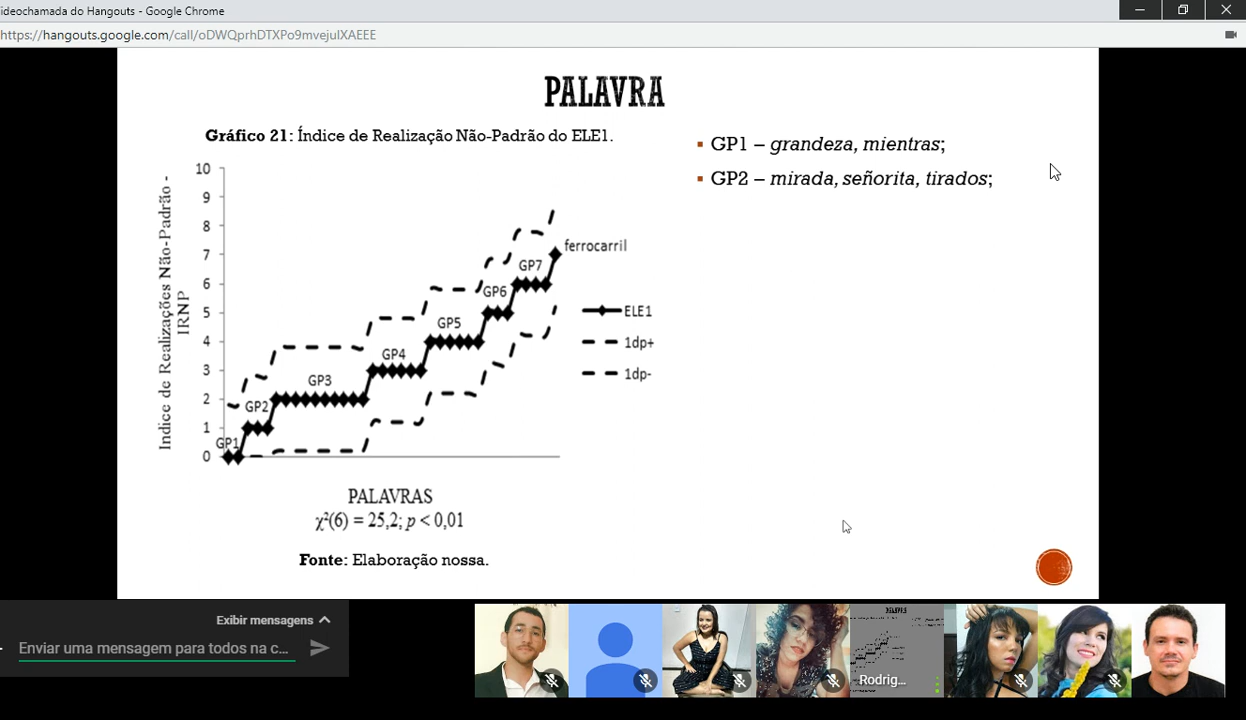 ideochamada do Hangouts - Google Chrome
https://hangouts.google.com/call/oDWQprhDTXPo9mvejuIXAEEE
PALAVRA
Gráfico 21: Índice de Realização Não-Padrão do ELE1.
Indice de Realizações Não-Padrão -
IRNP
10
9
8
7
6
5
4
3
2
1
0
GP1
GP2
GP3
GP4
GP5
GP6
GP7
ferrocarril
ELE1
1dp+
1dp-
PALAVRAS
χ²(6) = 25,2; p < 0,01
Fonte: Elaboração nossa.
▪ GP1 – grandeza, mientras;
▪ GP2 – mirada, señorita, tirados;
Exibir mensagens
Enviar uma mensagem para todos na c...
Rodrig...